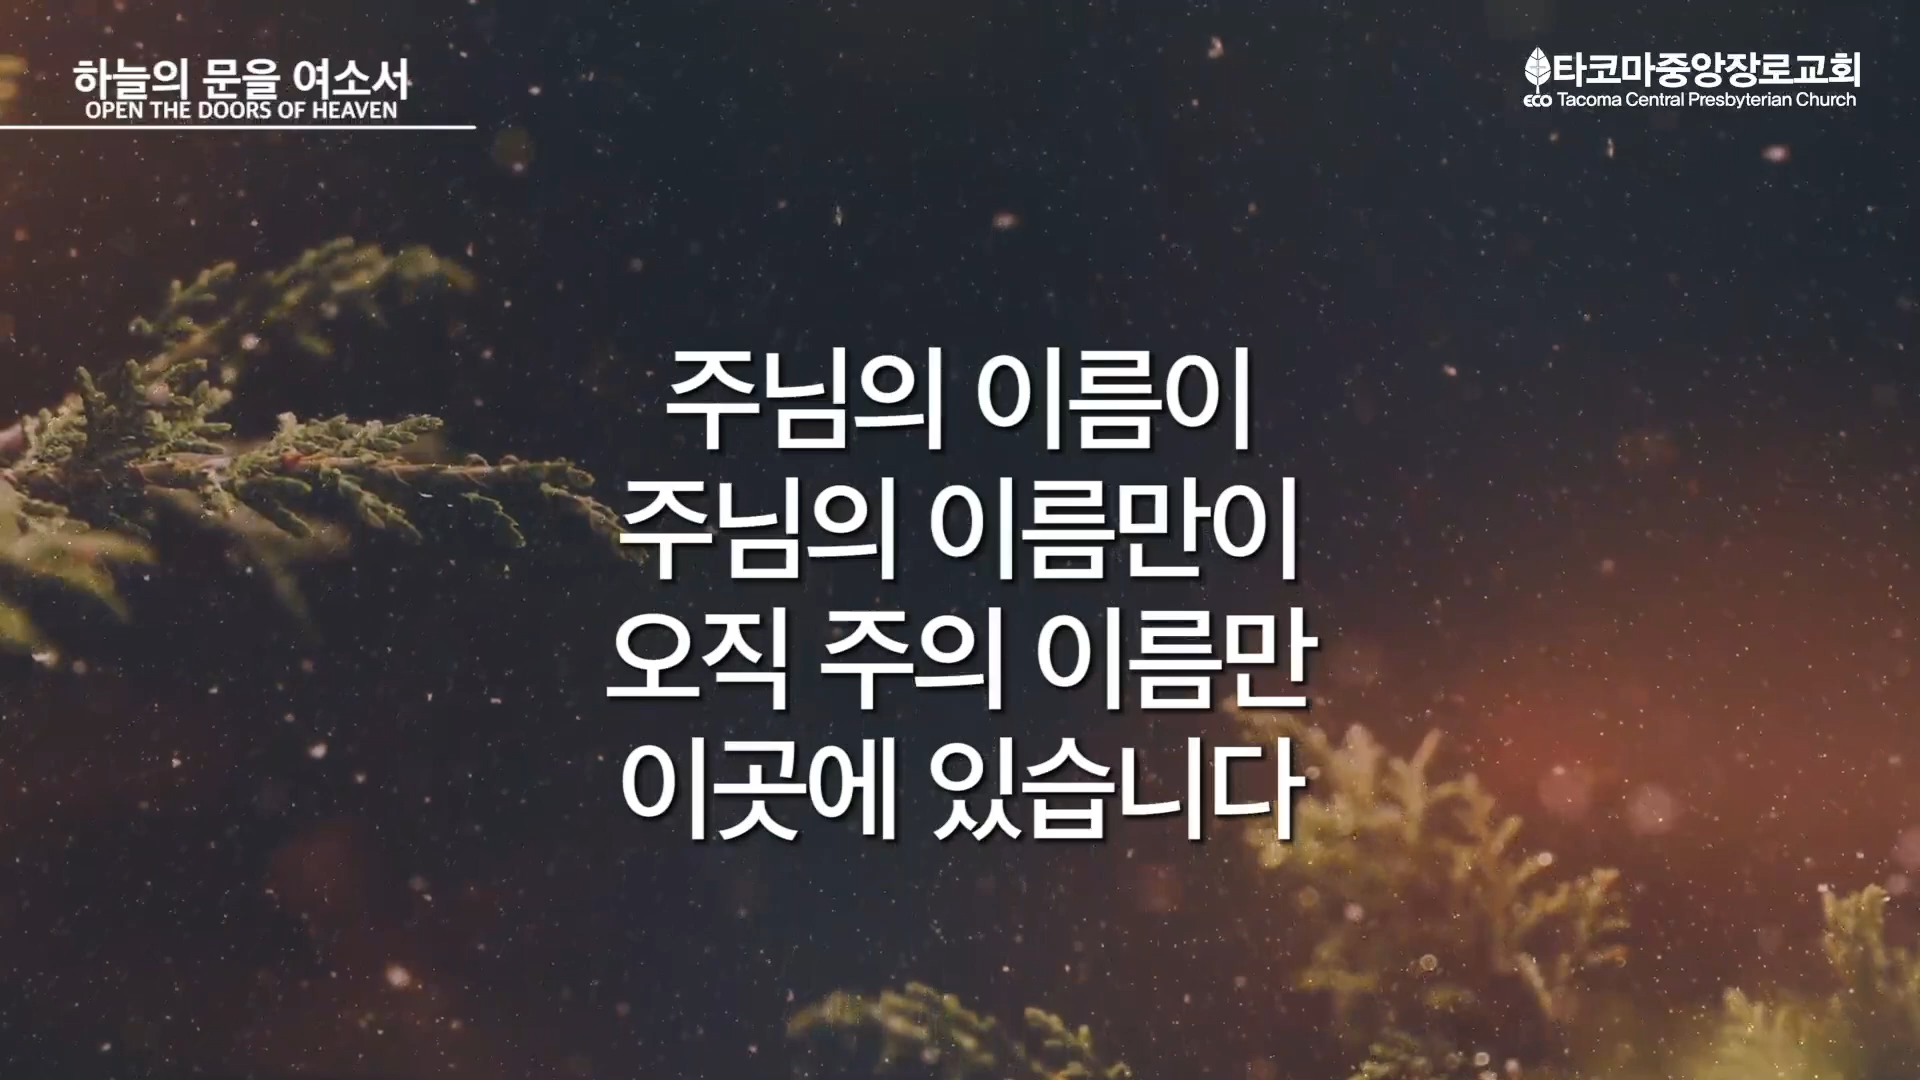 하늘의 문을 여소서
OPEN THE DOORS OF HEAVEN
타코마중앙장로교회
ECO Tacoma Central Presbyterian Church
주님의 이름이
주님의 이름만이
오직 주의 이름만
이곳에 있습니다